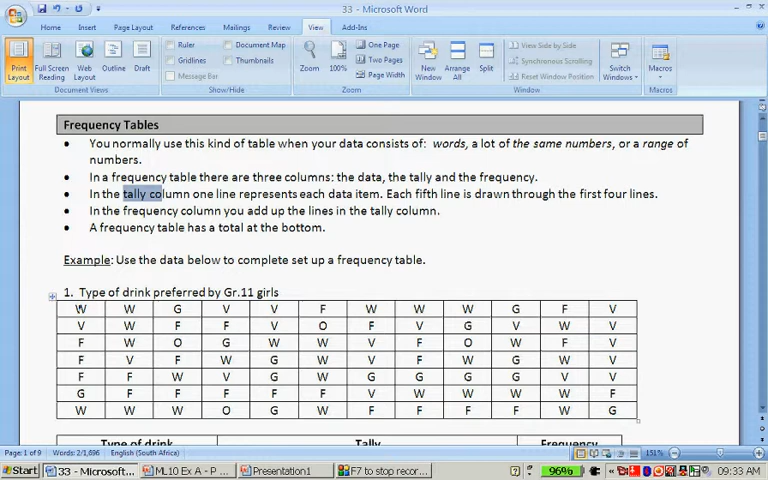 33 - Microsoft Word
Home Insert Page Layout References Mailings Review View Add-Ins
Print Layout Full Screen Reading Web Layout Outline Draft
Document Views
Ruler Document Map
Gridlines Thumbnails
Message Bar
Show/Hide
Zoom 100% One Page Two Pages Page Width
Zoom
New Window Arrange All Split
View Side by Side
Synchronous Scrolling
Reset Window Position
Switch Windows
Window
Macros
Macros
Frequency Tables
• You normally use this kind of table when your data consists of: words, a lot of the same numbers, or a range of
numbers.
• In a frequency table there are three columns: the data, the tally and the frequency.
• In the tally column one line represents each data item. Each fifth line is drawn through the first four lines.
• In the frequency column you add up the lines in the tally column.
• A frequency table has a total at the bottom.
Example: Use the data below to complete set up a frequency table.
1. Type of drink preferred by Gr.11 girls
W W G V V F W W W G F V
V W F F V O F V G V W V
F W O G W W V F O W F V
F V F W G W V F W G W V
F F W V G W G G G G V V
G F F F F F V W W W W F
W W W O G W F F F F W G
Type of drink Tally Frequency
Page: 1 of 9 Words: 2/1,696 English (South Africa) 151%
Start 33 - Microsoft... ML10 Ex A - P... Presentation1 F7 to stop recor... 96% 09:33 AM